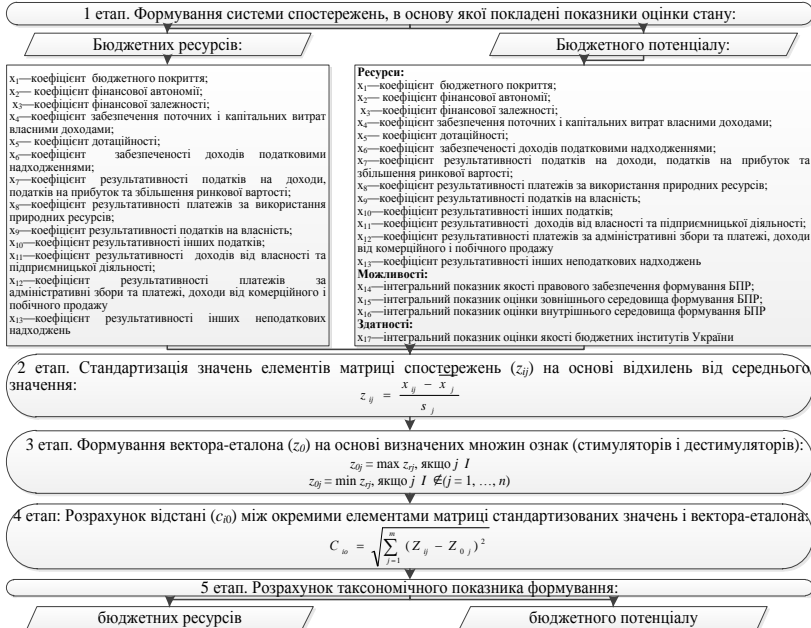 1 етап. Формування системи спостережень, в основу якої покладені показники оцінки стану:
Бюджетних ресурсів:
x₁—коефіцієнт бюджетного покриття;
x₂— коефіцієнт фінансової автономії;
x₃—коефіцієнт фінансової залежності;
x₄—коефіцієнт забезпечення поточних і капітальних витрат
власними доходами;
x₅— коефіцієнт дотаційності;
x₆—коефіцієнт забезпеченості доходів податковими
надходженнями;
x₇—коефіцієнт результативності податків на доходи,
податків на прибуток та збільшення ринкової вартості;
x₈—коефіцієнт результативності платежів за використання
природних ресурсів;
x₉—коефіцієнт результативності податків на власність;
x₁₀—коефіцієнт результативності інших податків;
x₁₁—коефіцієнт результативності доходів від власності та
підприємницької діяльності;
x₁₂—коефіцієнт результативності платежів за
адміністративні збори та платежі, доходи від комерційного і
побічного продажу
x₁₃—коефіцієнт результативності інших неподаткових
надходжень
Бюджетного потенціалу:
Ресурси:
x₁—коефіцієнт бюджетного покриття;
x₂— коефіцієнт фінансової автономії;
x₃—коефіцієнт фінансової залежності;
x₄—коефіцієнт забезпечення поточних і капітальних витрат власними доходами;
x₅— коефіцієнт дотаційності;
x₆—коефіцієнт забезпеченості доходів податковими надходженнями;
x₇—коефіцієнт результативності податків на доходи, податків на прибуток та
збільшення ринкової вартості;
x₈—коефіцієнт результативності платежів за використання природних ресурсів;
x₉—коефіцієнт результативності податків на власність;
x₁₀—коефіцієнт результативності інших податків;
x₁₁—коефіцієнт результативності доходів від власності та підприємницької діяльності;
x₁₂—коефіцієнт результативності платежів за адміністративні збори та платежі, доходи
від комерційного і побічного продажу
x₁₃—коефіцієнт результативності інших неподаткових надходжень
Можливості:
x₁₄—інтегральний показник якості правового забезпечення формування БПР;
x₁₅—інтегральний показник оцінки зовнішнього середовища формування БПР;
x₁₆—інтегральний показник оцінки внутрішнього середовища формування БПР
Здатності:
x₁₇—інтегральний показник оцінки якості бюджетних інститутів України
2 етап. Стандартизація значень елементів матриці спостережень (zᵢⱼ) на основі відхилень від середнього
значення:
z ij = (x ij − x̄ j) / s j
3 етап. Формування вектора-еталона (z₀) на основі визначених множин ознак (стимуляторів і дестимуляторів):
z₀ⱼ = max zᵣⱼ, якщо j I
z₀ⱼ = min zᵣⱼ, якщо j I ∉(j = 1, …, n)
4 етап: Розрахунок відстані (cᵢ₀) між окремими елементами матриці стандартизованих значень і вектора-еталона:
C io = √∑ j=1 m (Z ij − Z 0 j)²
5 етап. Розрахунок таксономічного показника формування:
бюджетних ресурсів
бюджетного потенціалу